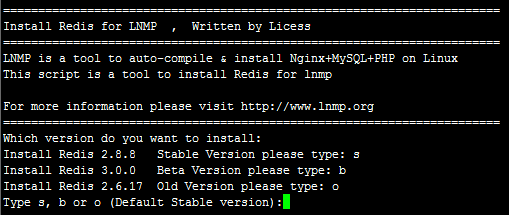 =========================================================================
Install Redis for LNMP  ,  Written by Licess
=========================================================================
LNMP is a tool to auto-compile & install Nginx+MySQL+PHP on Linux
This script is a tool to install Redis for lnmp
For more information please visit http://www.lnmp.org
=========================================================================
Which version do you want to install:
Install Redis 2.8.8   Stable Version please type: s
Install Redis 3.0.0   Beta Version please type: b
Install Redis 2.6.17  Old Version please type: o
Type s, b or o (Default Stable version):